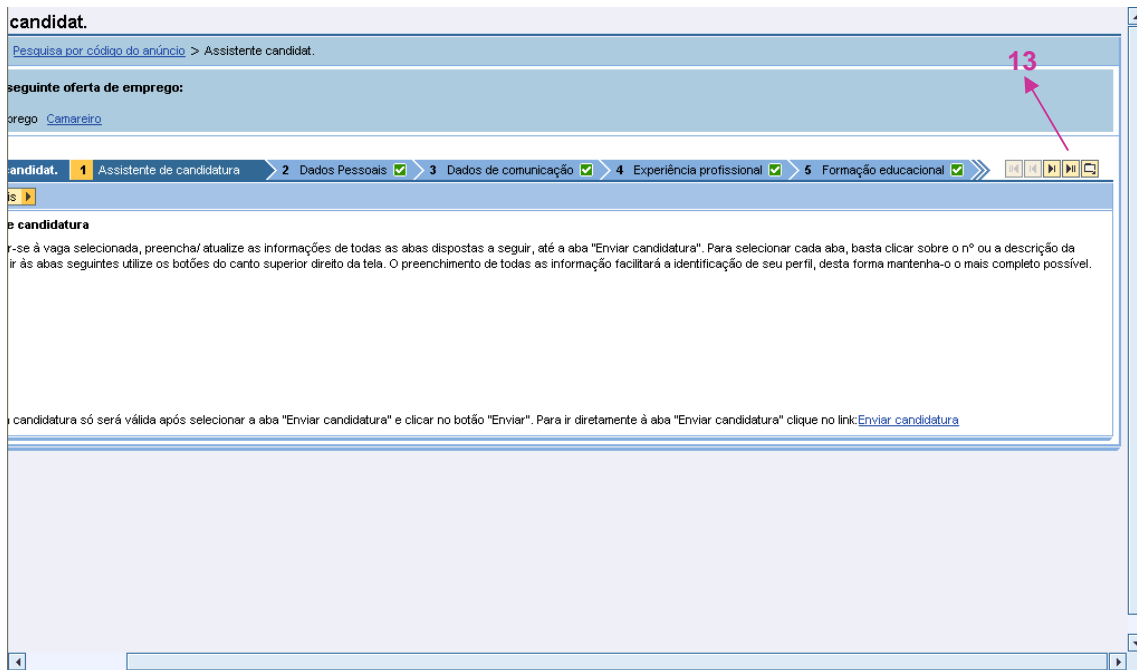 candidat.
Pesquisa por código do anúncio > Assistente candidat.
13
seguinte oferta de emprego:
prego Camareiro
candidat. 1 Assistente de candidatura 2 Dados Pessoais 3 Dados de comunicação 4 Experiência profissional 5 Formação educacional
is
e candidatura
r-se à vaga selecionada, preencha/ atualize as informações de todas as abas dispostas a seguir, até a aba "Enviar candidatura". Para selecionar cada aba, basta clicar sobre o nº ou a descrição da
ir às abas seguintes utilize os botões do canto superior direito da tela. O preenchimento de todas as informação facilitará a identificação de seu perfil, desta forma mantenha-o o mais completo possível.
candidatura só será válida após selecionar a aba "Enviar candidatura" e clicar no botão "Enviar". Para ir diretamente à aba "Enviar candidatura" clique no link:Enviar candidatura